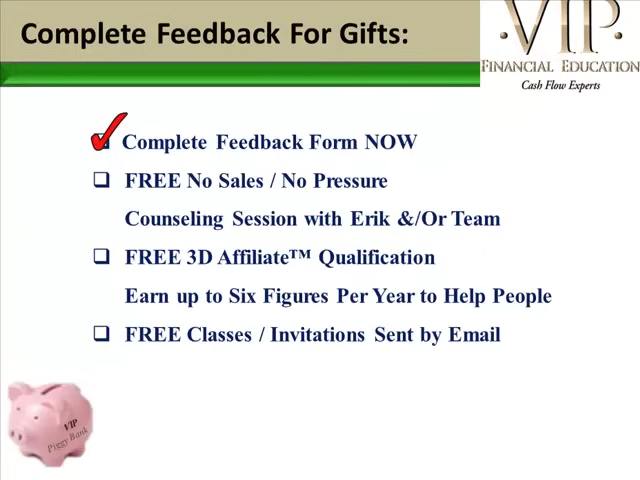 Complete Feedback For Gifts:
VIP
FINANCIAL EDUCATION
Cash Flow Experts
Complete Feedback Form NOW
FREE No Sales / No Pressure
Counseling Session with Erik &/Or Team
FREE 3D Affiliate™ Qualification
Earn up to Six Figures Per Year to Help People
FREE Classes / Invitations Sent by Email
VIP
Piggy Bank